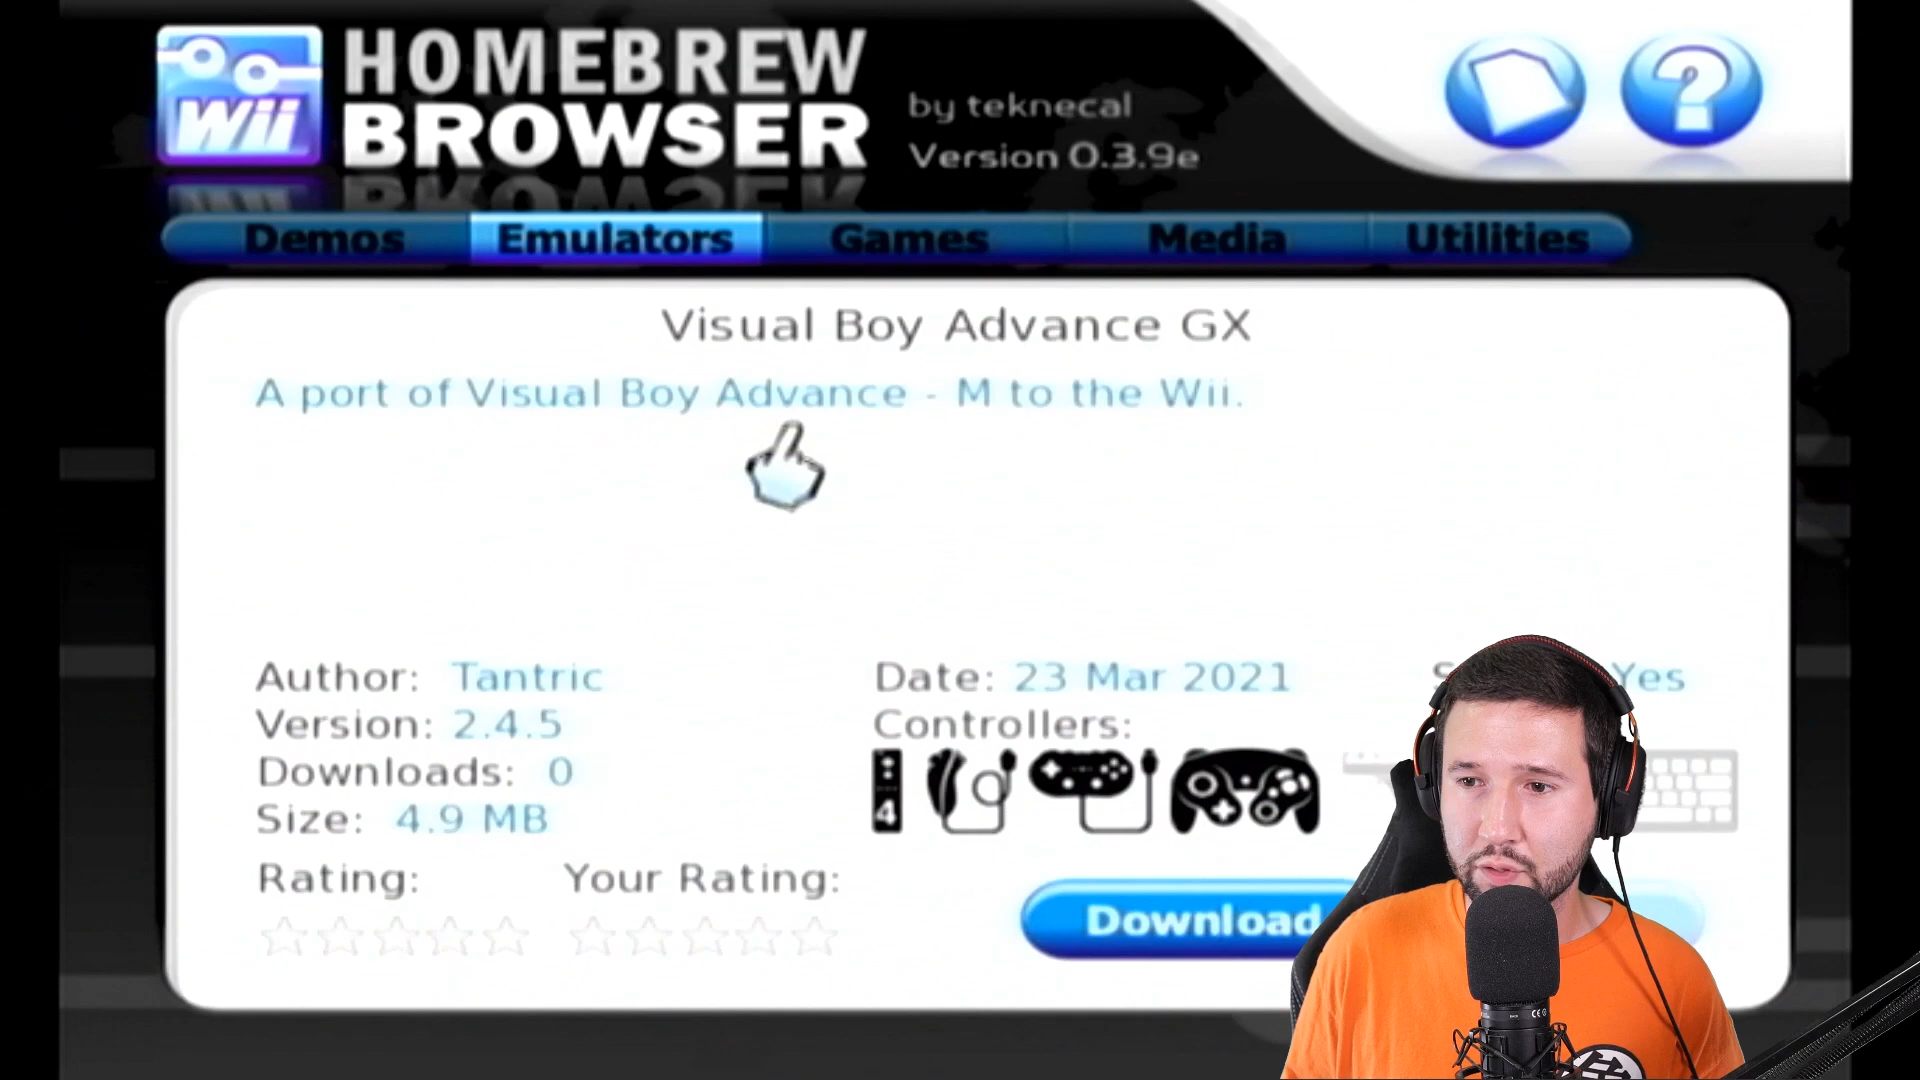 Wii
HOMEBREW
BROWSER
by teknecal
Version 0.3.9e
Demos Emulators Games Media Utilities
Visual Boy Advance GX
A port of Visual Boy Advance - M to the Wii.
Author: Tantric
Date: 23 Mar 2021
Yes
Version: 2.4.5
Controllers:
Downloads: 0
4
Size: 4.9 MB
Rating:
Your Rating:
Download